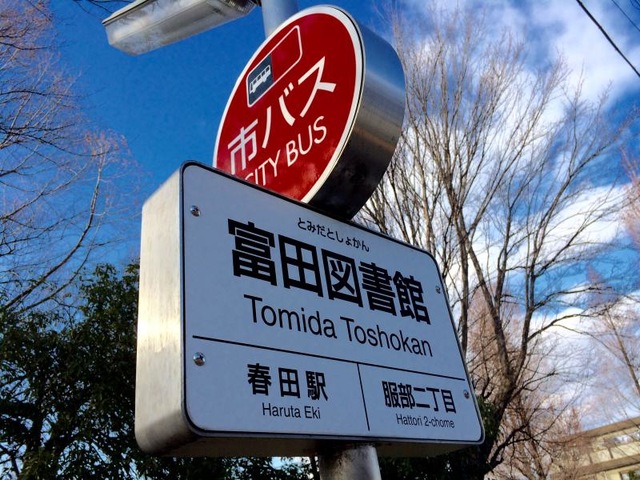 市バス
CITY BUS
とみだとしょかん
富田図書館
Tomida Toshokan
春田駅
Haruta Eki
服部二丁目
Hattori 2-chome